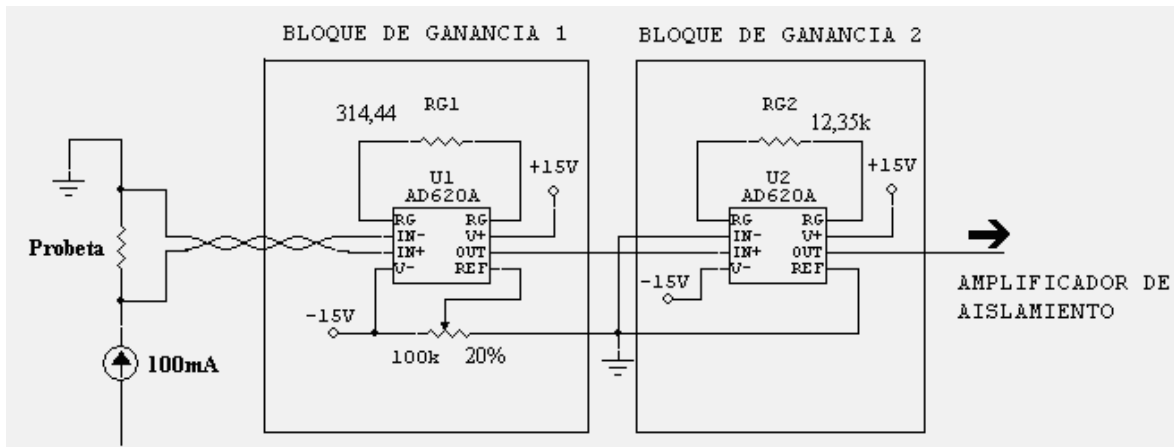 BLOQUE DE GANANCIA 1
BLOQUE DE GANANCIA 2
314,44
RG1
RG2
12,35k
+15V
+15V
U1
AD620A
U2
AD620A
RG
RG
IN-
V+
IN+
OUT
V-
REF
RG
RG
IN-
V+
IN+
OUT
V-
REF
Probeta
-15V
-15V
100k
20%
100mA
AMPLIFICADOR DE
AISLAMIENTO